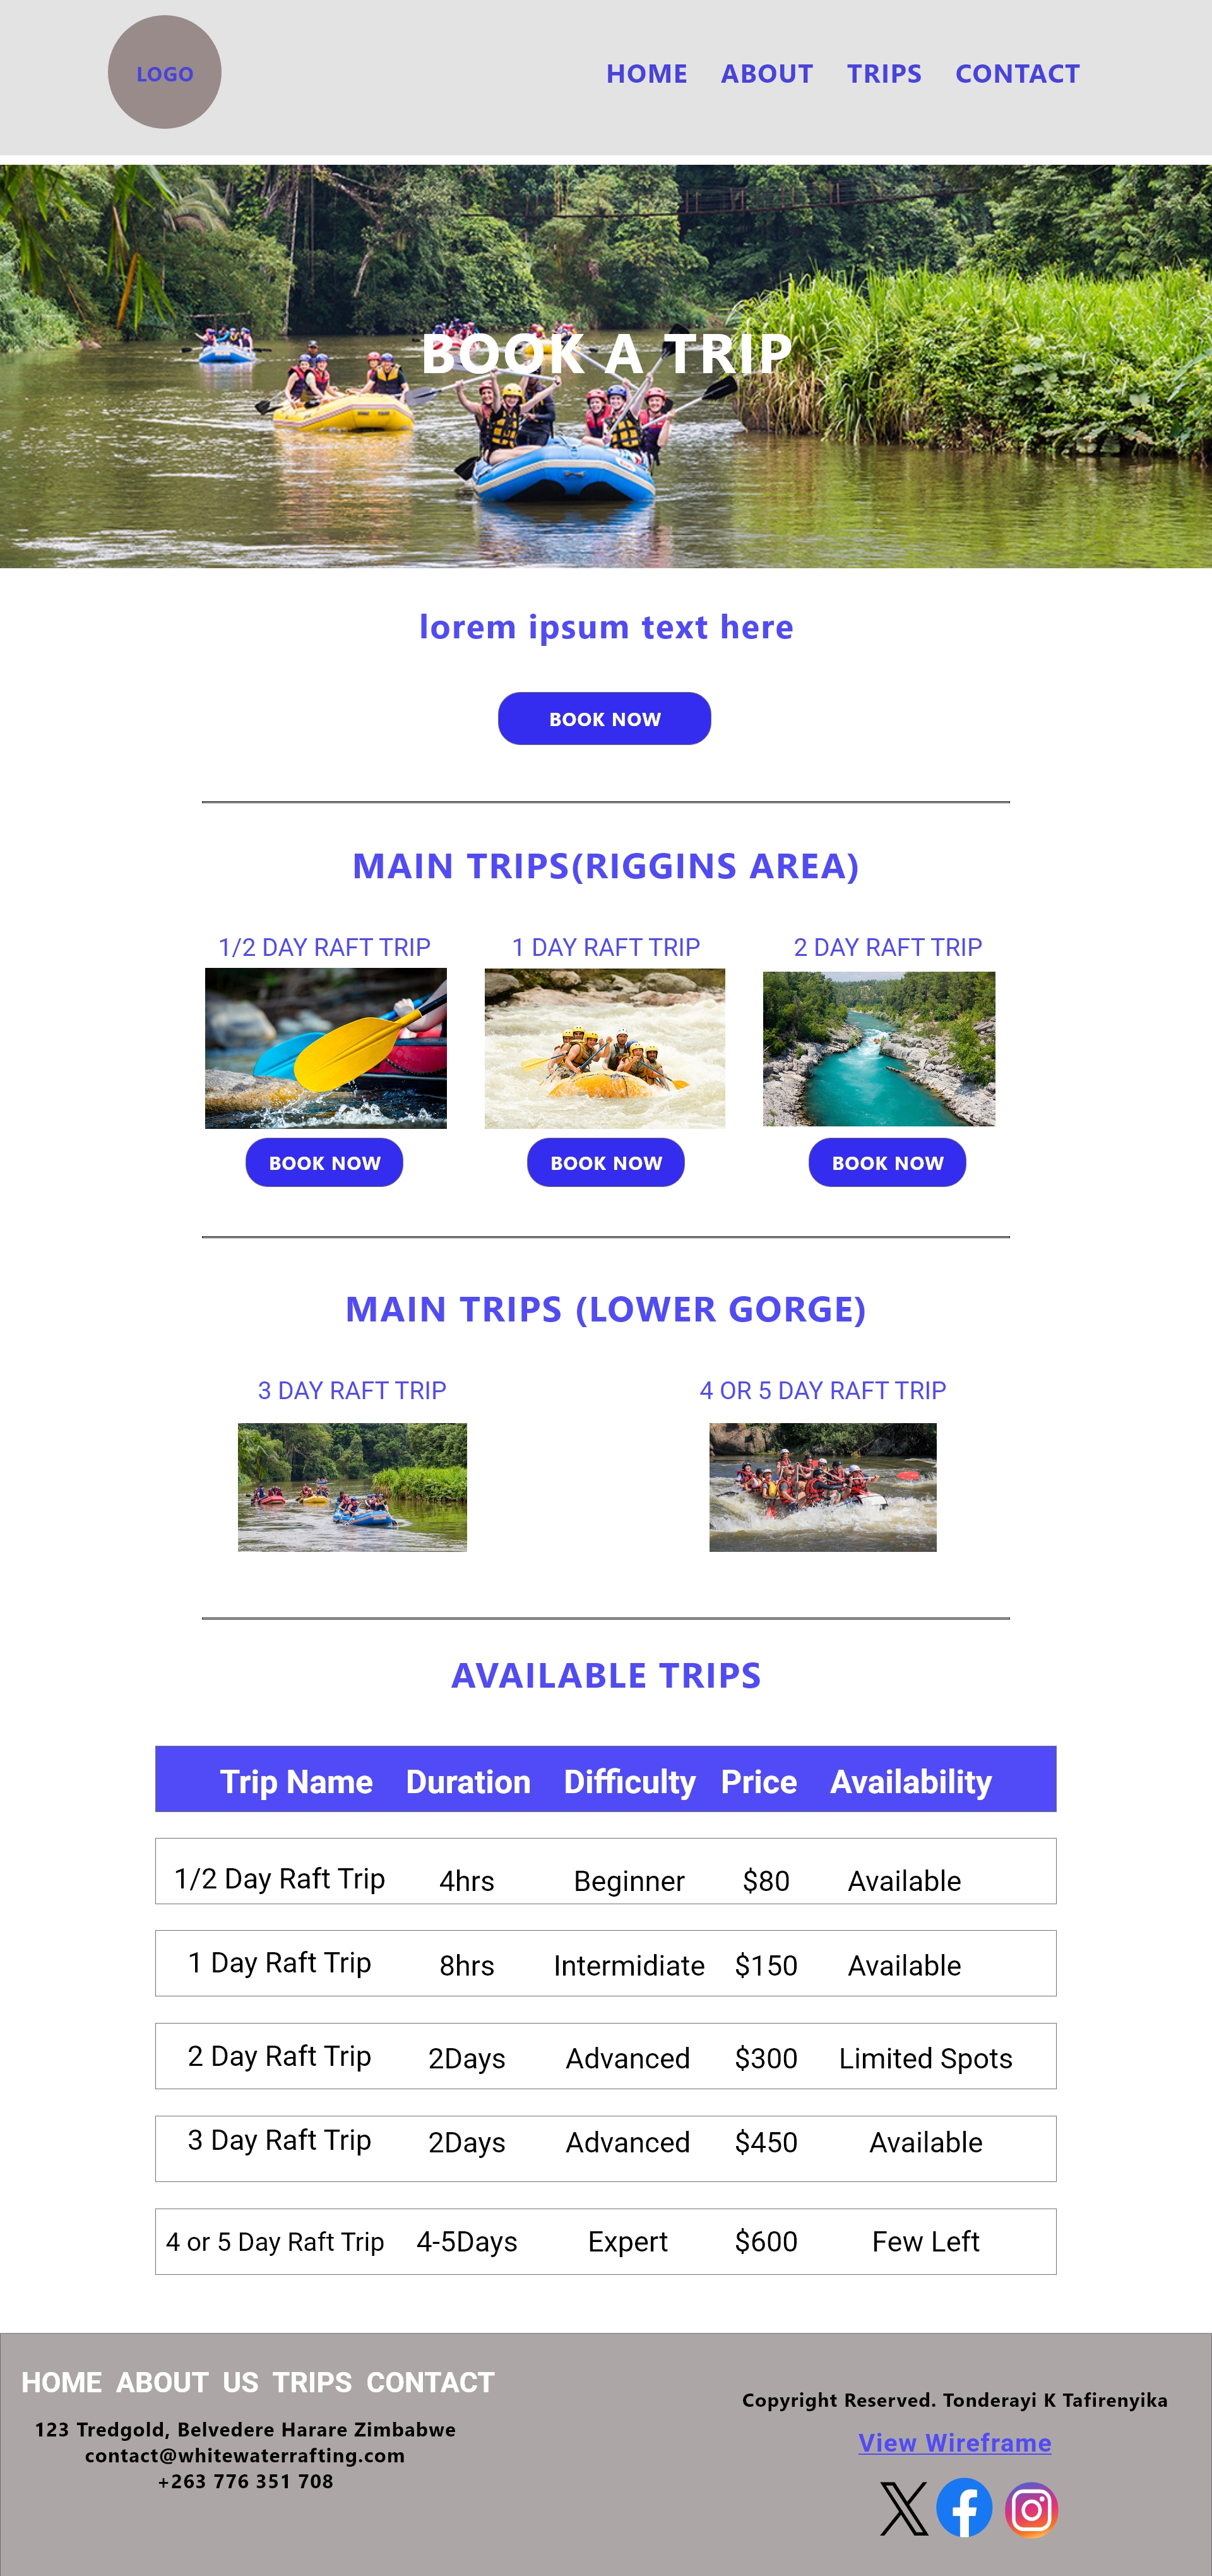 LOGO
HOME ABOUT TRIPS CONTACT
BOOK A TRIP
lorem ipsum text here
BOOK NOW
MAIN TRIPS(RIGGINS AREA)
1/2 DAY RAFT TRIP 1 DAY RAFT TRIP 2 DAY RAFT TRIP
BOOK NOW BOOK NOW BOOK NOW
MAIN TRIPS (LOWER GORGE)
3 DAY RAFT TRIP 4 OR 5 DAY RAFT TRIP
AVAILABLE TRIPS
Trip Name Duration Difficulty Price Availability
1/2 Day Raft Trip 4hrs Beginner $80 Available
1 Day Raft Trip 8hrs Intermidiate $150 Available
2 Day Raft Trip 2Days Advanced $300 Limited Spots
3 Day Raft Trip 2Days Advanced $450 Available
4 or 5 Day Raft Trip 4-5Days Expert $600 Few Left
HOME ABOUT US TRIPS CONTACT
123 Tredgold, Belvedere Harare Zimbabwe
contact@whitewaterrafting.com
+263 776 351 708
Copyright Reserved. Tonderayi K Tafirenyika
View Wireframe